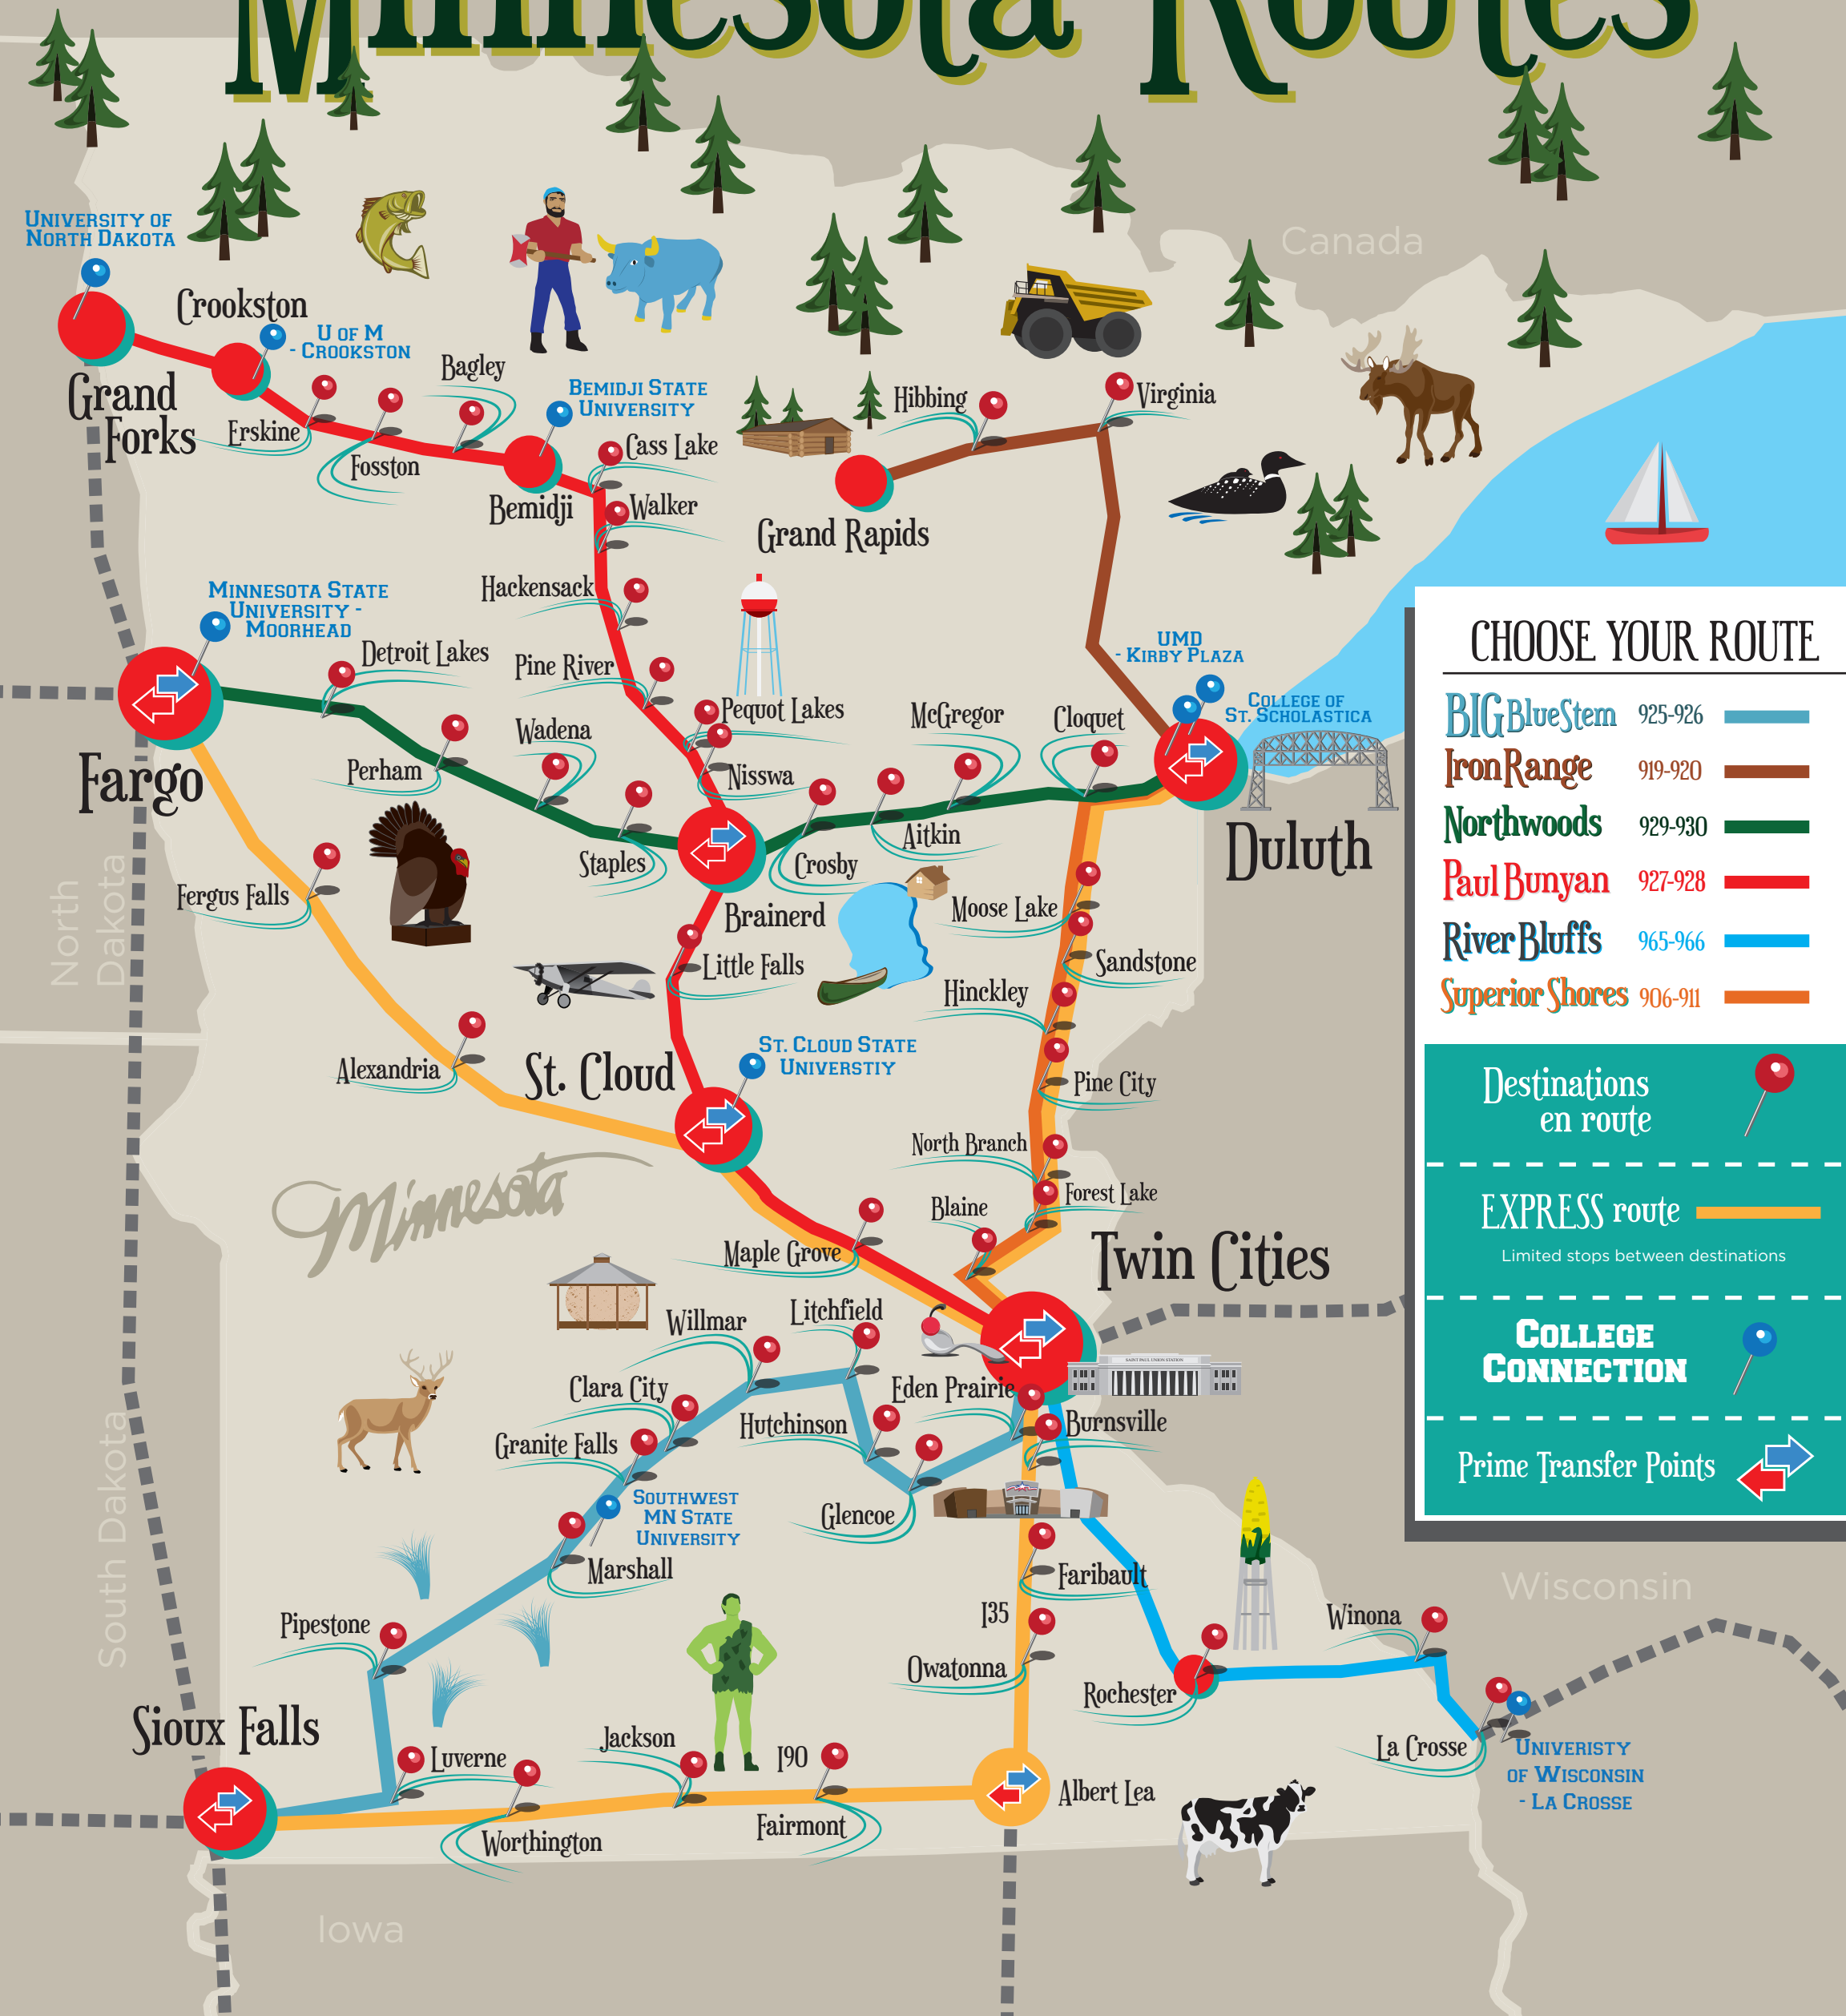 Minnesota Routes
Canada
UNIVERSITY OF
NORTH DAKOTA
Crookston
U OF M
- CROOKSTON
Grand
Forks
Bagley
Erskine
Fosston
BEMIDJI STATE
UNIVERSITY
Cass Lake
Bemidji
Walker
Hibbing
Virginia
Grand Rapids
Hackensack
MINNESOTA STATE
UNIVERSITY -
MOORHEAD
Detroit Lakes
Pine River
UMD
- KIRBY PLAZA
COLLEGE OF
ST. SCHOLASTICA
Pequot Lakes
McGregor
Cloquet
Wadena
Perham
Nisswa
Fargo
Staples
Crosby
Aitkin
Duluth
Fergus Falls
Brainerd
Moose Lake
North
Dakota
Little Falls
Sandstone
Hinckley
Alexandria
St. Cloud
ST. CLOUD STATE
UNIVERSTIY
Pine City
North Branch
Forest Lake
Blaine
Minnesota
Maple Grove
Twin Cities
Willmar
Litchfield
SAINT PAUL UNION STATION
Clara City
Eden Prairie
Hutchinson
Burnsville
Granite Falls
SOUTHWEST
MN STATE
UNIVERSITY
Glencoe
Marshall
South Dakota
Faribault
I35
Pipestone
Winona
Owatonna
Rochester
Sioux Falls
Jackson
I90
La Crosse
UNIVERISTY
OF WISCONSIN
- LA CROSSE
Luverne
Albert Lea
Worthington
Fairmont
Iowa
Wisconsin
CHOOSE YOUR ROUTE
BIG BlueStem 925-926
Iron Range 919-920
Northwoods 929-930
Paul Bunyan 927-928
River Bluffs 965-966
Superior Shores 906-911
Destinations
en route
EXPRESS route
Limited stops between destinations
COLLEGE
CONNECTION
Prime Transfer Points